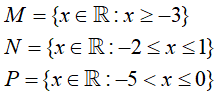 M = {x ∈ ℝ : x ≥ −3}
N = {x ∈ ℝ : −2 ≤ x ≤ 1}
P = {x ∈ ℝ : −5 < x ≤ 0}